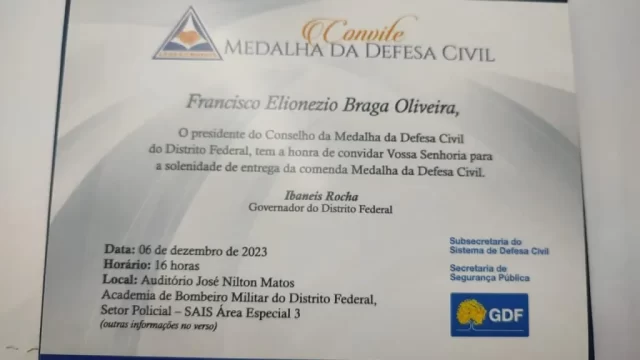 Convite
MEDALHA DA DEFESA CIVIL
Francisco Elionezio Braga Oliveira,
O presidente do Conselho da Medalha da Defesa Civil
do Distrito Federal, tem a honra de convidar Vossa Senhoria para
a solenidade de entrega da comenda Medalha da Defesa Civil.
Ibaneis Rocha
Governador do Distrito Federal
Data: 06 de dezembro de 2023
Horário: 16 horas
Local: Auditório José Nilton Matos
Academia de Bombeiro Militar do Distrito Federal,
Setor Policial – SAIS Área Especial 3
(outras informações no verso)
Subsecretaria do
Sistema de Defesa Civil
Secretaria de
Segurança Pública
GDF